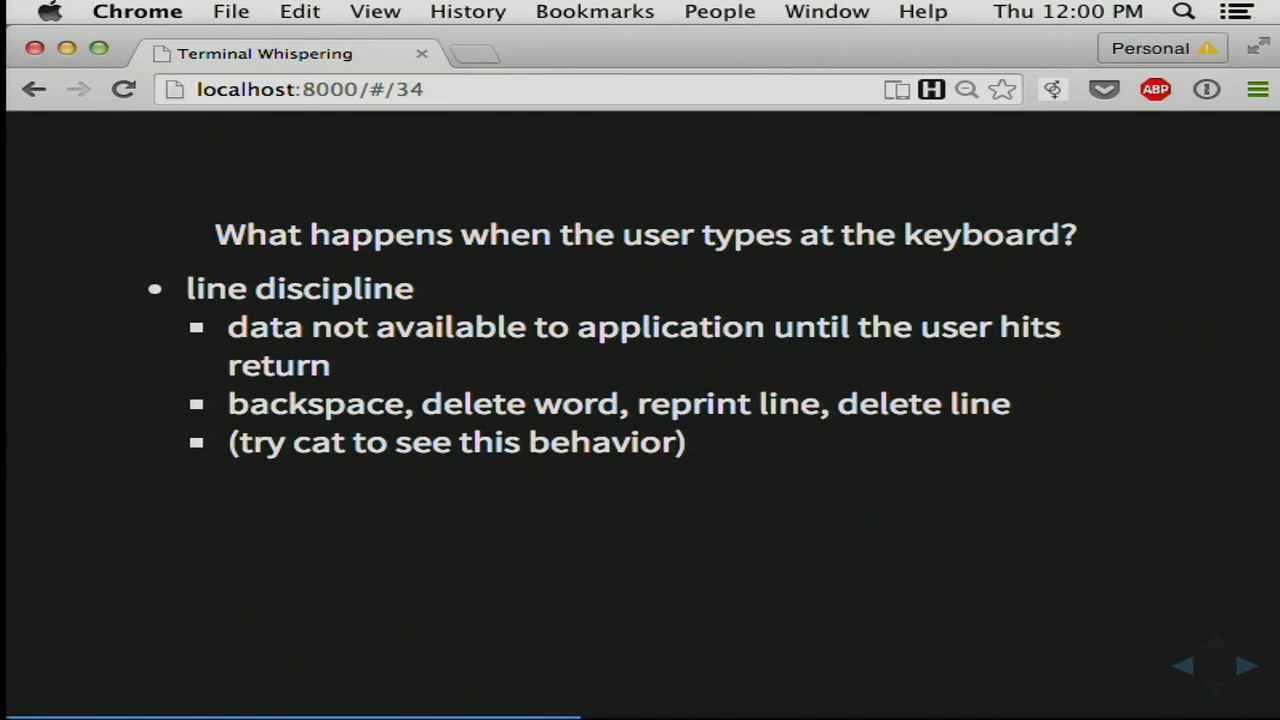 Chrome File Edit View History Bookmarks People Window Help Thu 12:00 PM
Terminal Whispering
Personal
localhost:8000/#/34
H
ABP
What happens when the user types at the keyboard?
line discipline
data not available to application until the user hits
return
backspace, delete word, reprint line, delete line
(try cat to see this behavior)